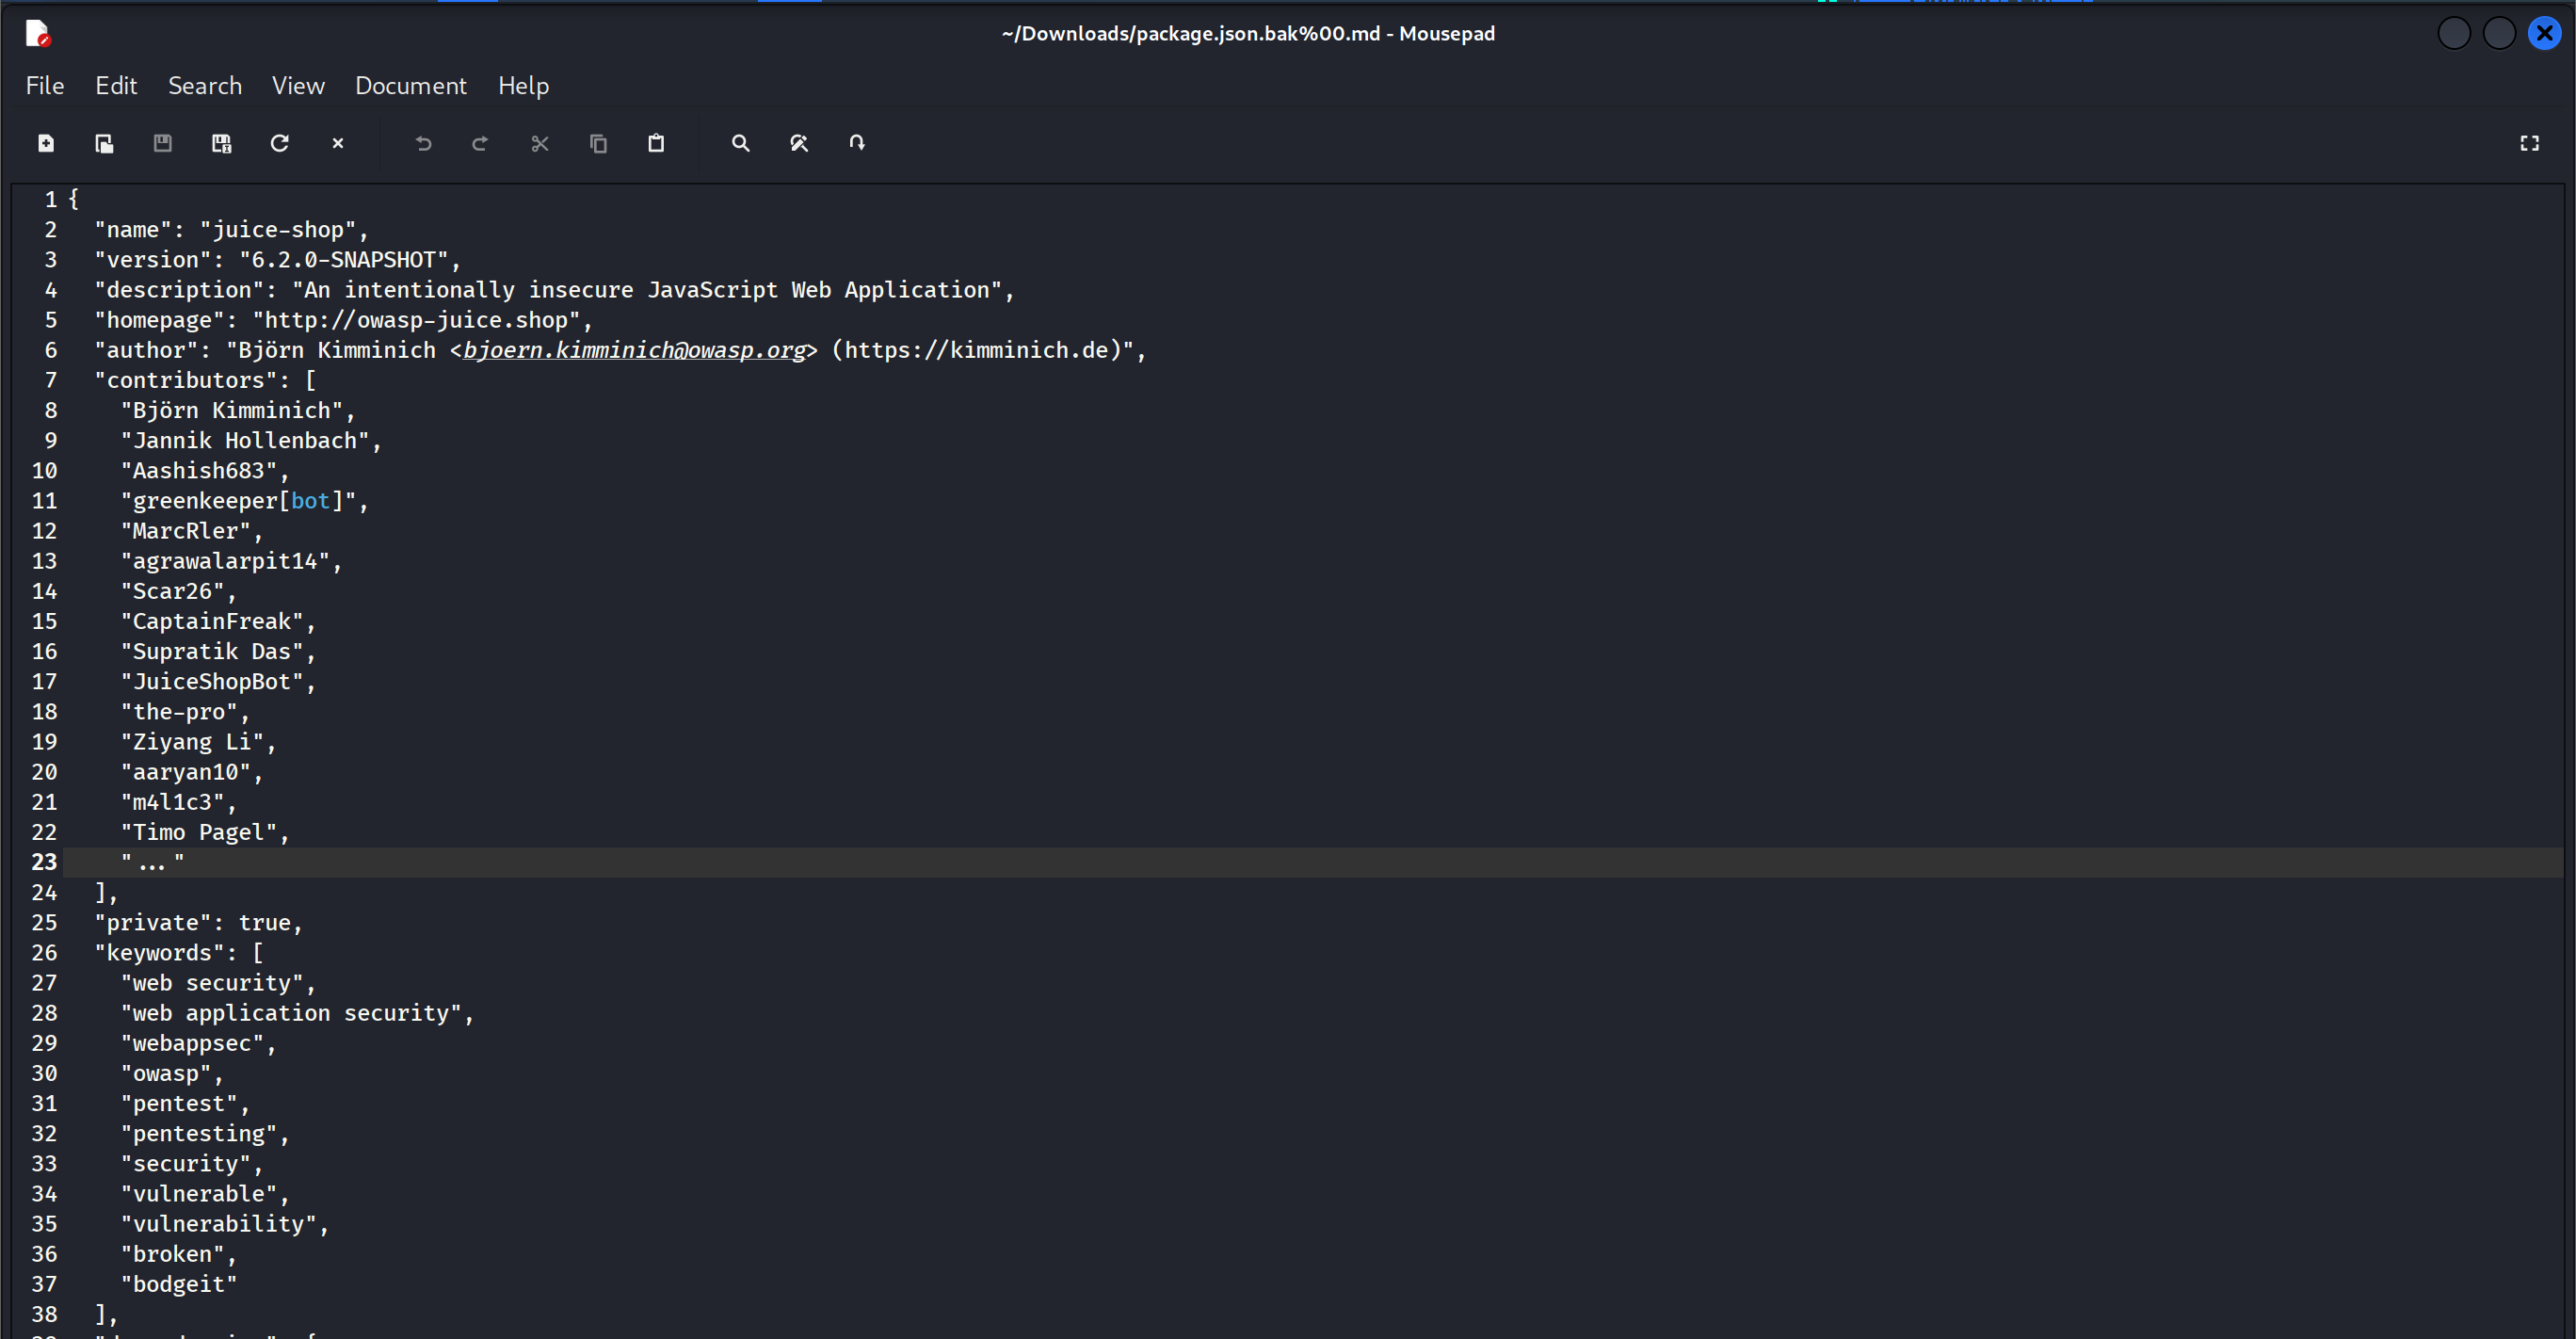 ~/Downloads/package.json.bak%00.md - Mousepad
File Edit Search View Document Help
1 {
2 "name": "juice-shop",
3 "version": "6.2.0-SNAPSHOT",
4 "description": "An intentionally insecure JavaScript Web Application",
5 "homepage": "http://owasp-juice.shop",
6 "author": "Björn Kimminich <bjoern.kimminich@owasp.org> (https://kimminich.de)",
7 "contributors": [
8 "Björn Kimminich",
9 "Jannik Hollenbach",
10 "Aashish683",
11 "greenkeeper[bot]",
12 "MarcRler",
13 "agrawalarpit14",
14 "Scar26",
15 "CaptainFreak",
16 "Supratik Das",
17 "JuiceShopBot",
18 "the-pro",
19 "Ziyang Li",
20 "aaryan10",
21 "m4l1c3",
22 "Timo Pagel",
23 "..."
24 ],
25 "private": true,
26 "keywords": [
27 "web security",
28 "web application security",
29 "webappsec",
30 "owasp",
31 "pentest",
32 "pentesting",
33 "security",
34 "vulnerable",
35 "vulnerability",
36 "broken",
37 "bodgeit"
38 ],